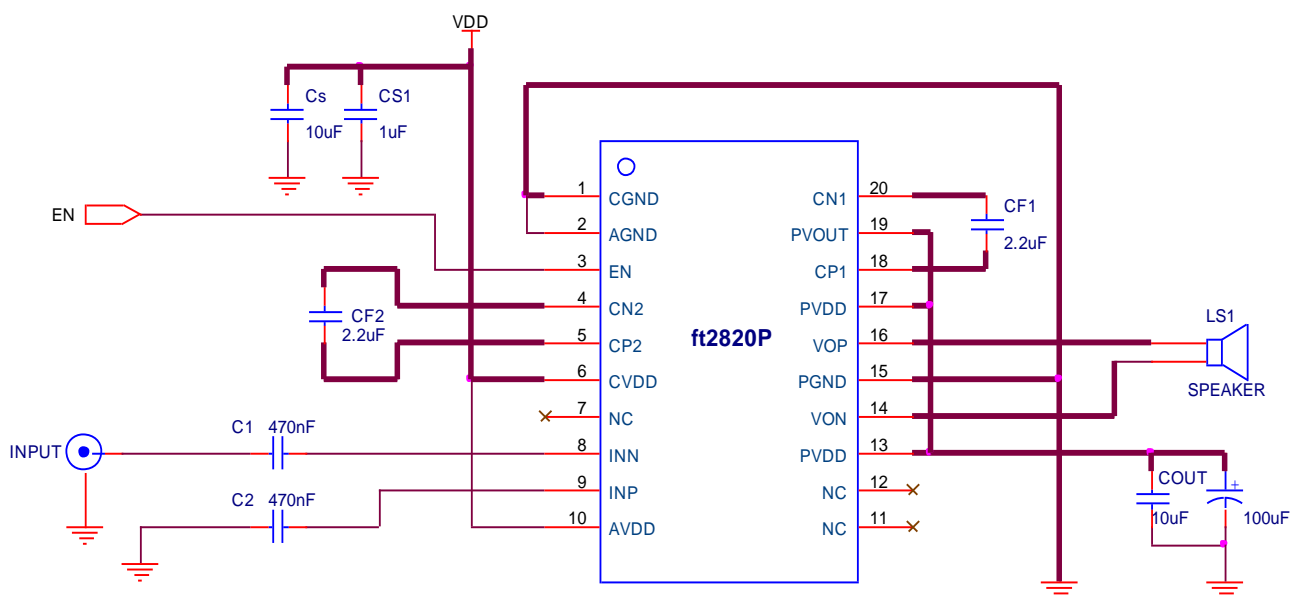 VDD
Cs
10uF
CS1
1uF
EN
CF2
2.2uF
INPUT
C1 470nF
C2 470nF
ft2820P
1 CGND
2 AGND
3 EN
4 CN2
5 CP2
6 CVDD
7 NC
8 INN
9 INP
10 AVDD
CN1 20
PVOUT 19
CP1 18
PVDD 17
VOP 16
PGND 15
VON 14
PVDD 13
NC 12
NC 11
CF1
2.2uF
LS1
SPEAKER
COUT
10uF
+
100uF